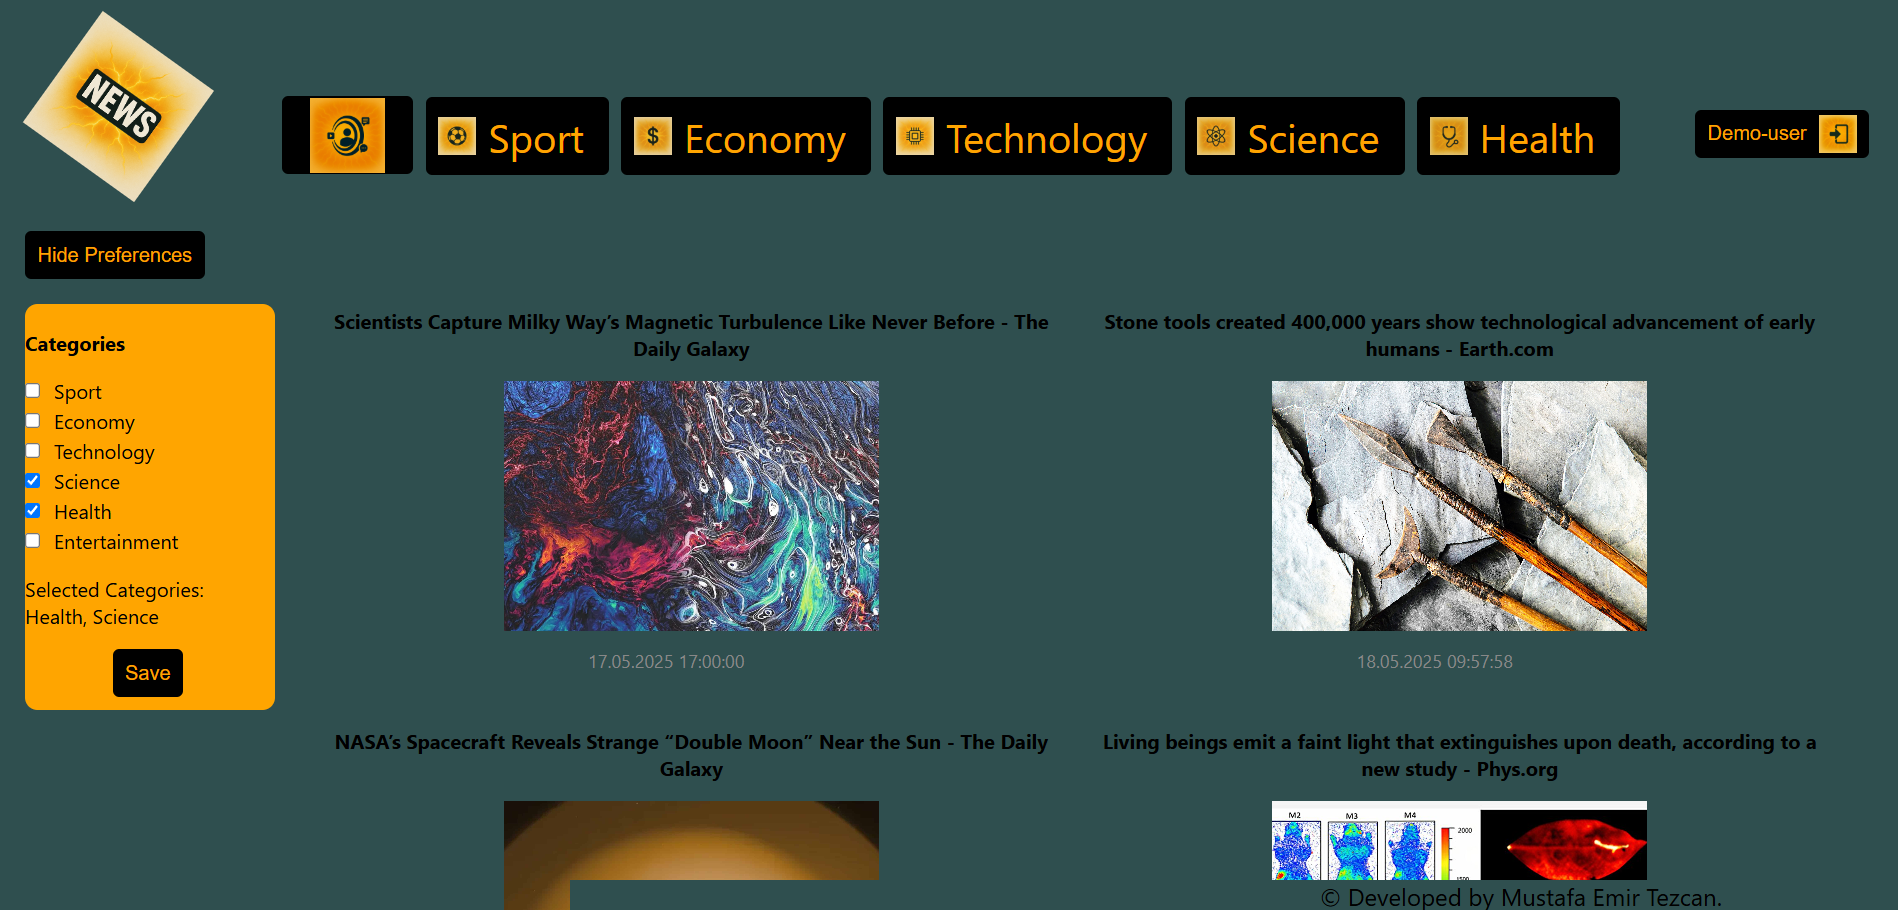 NEWS
Sport
Economy
Technology
Science
Health
Demo-user
Hide Preferences
Categories
Sport
Economy
Technology
Science
Health
Entertainment
Selected Categories:
Health, Science
Save
Scientists Capture Milky Way’s Magnetic Turbulence Like Never Before - The
Daily Galaxy
17.05.2025 17:00:00
Stone tools created 400,000 years show technological advancement of early
humans - Earth.com
18.05.2025 09:57:58
NASA’s Spacecraft Reveals Strange “Double Moon” Near the Sun - The Daily
Galaxy
Living beings emit a faint light that extinguishes upon death, according to a
new study - Phys.org
M2 M3 M4
2000
1500
© Developed by Mustafa Emir Tezcan.